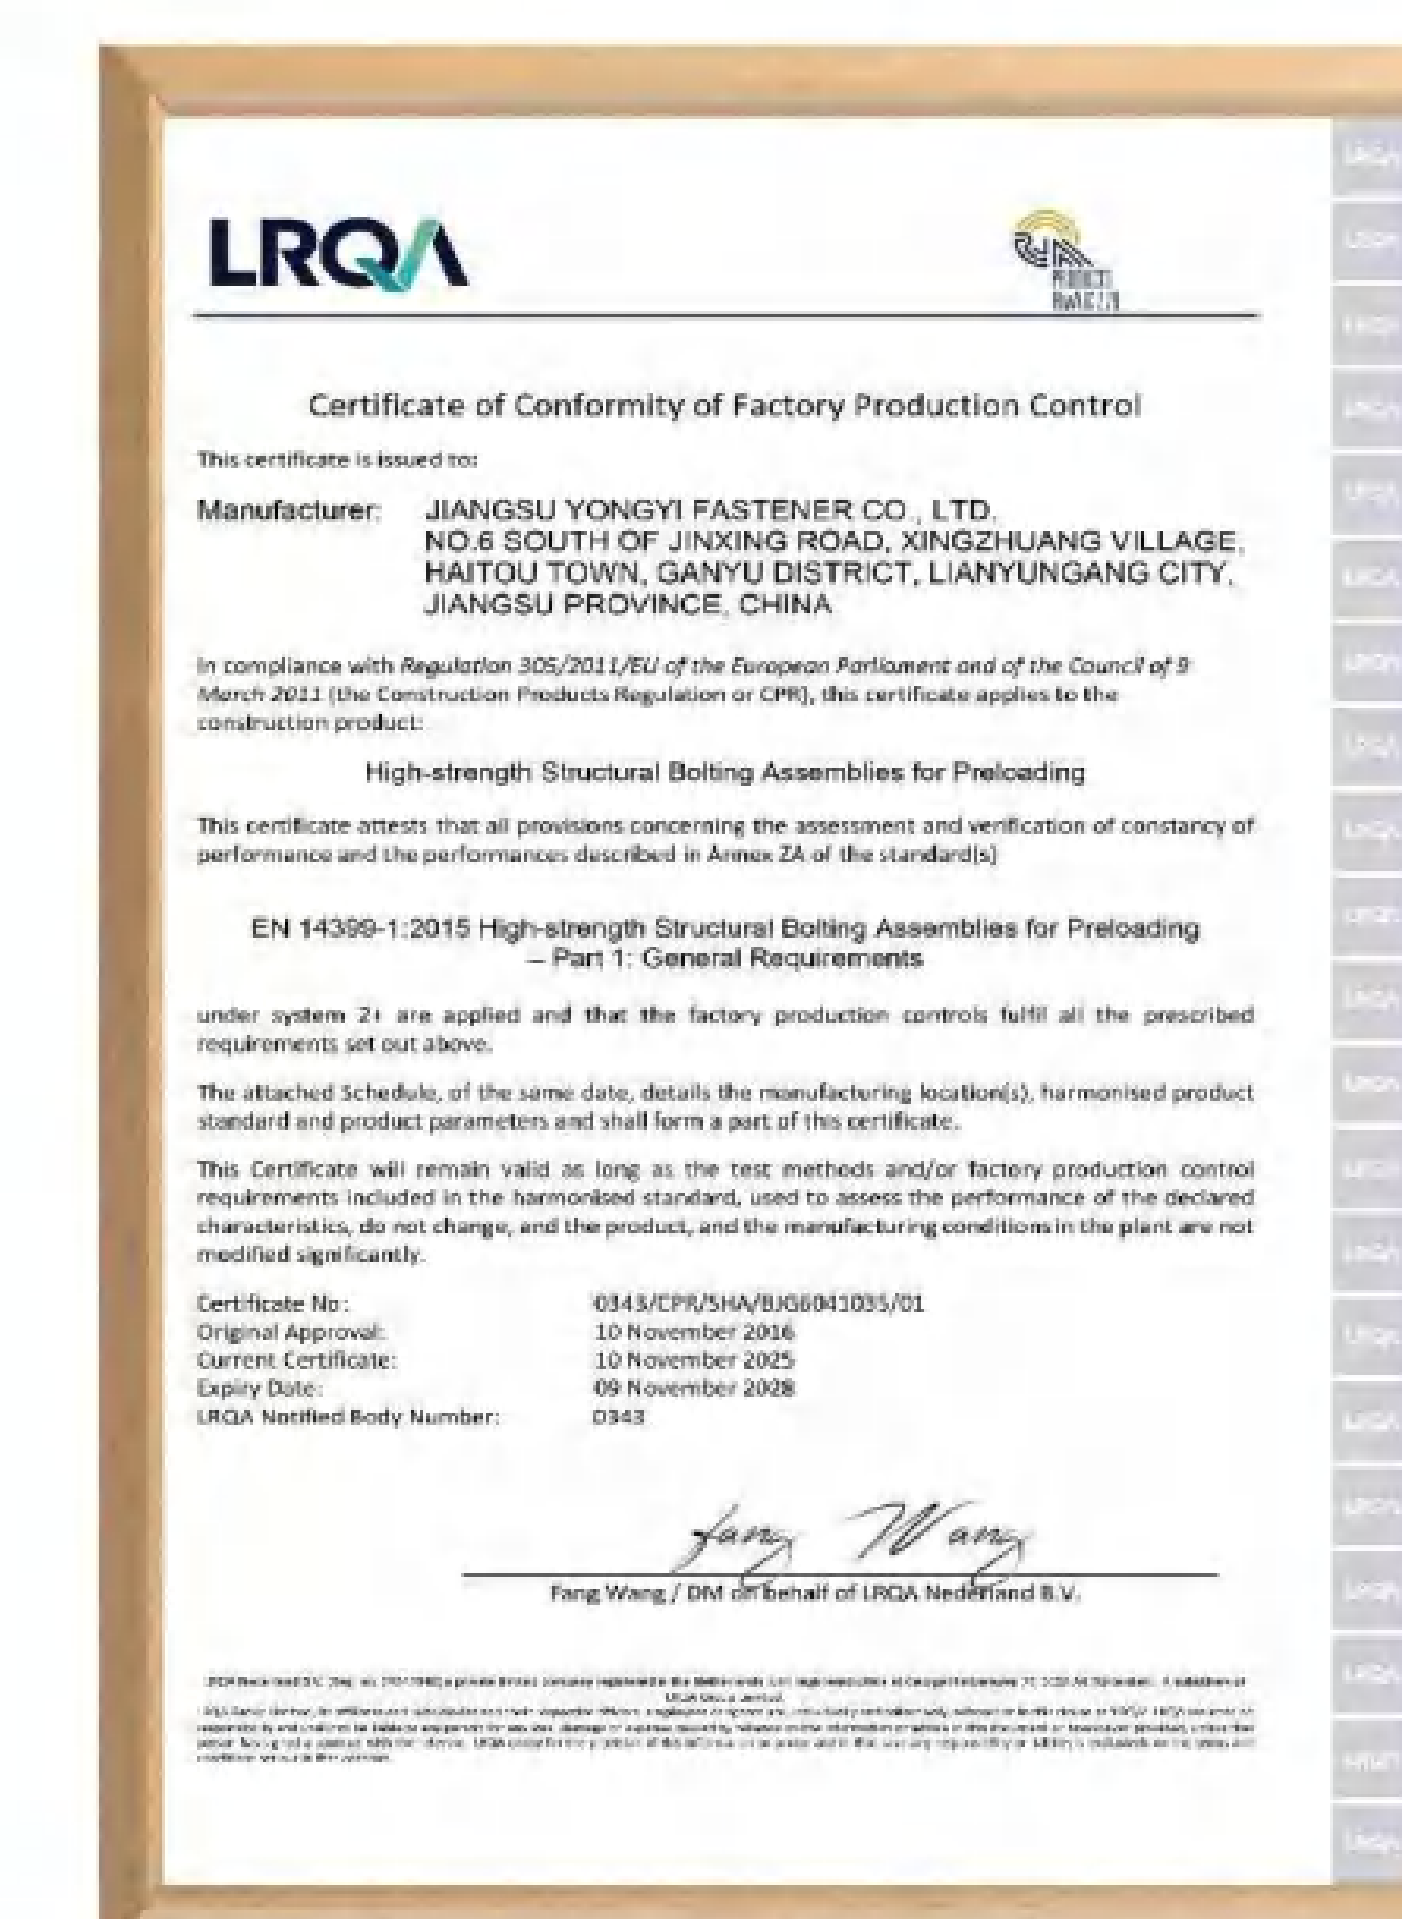 LRQA
Certificate of Conformity of Factory Production Control
This certificate is issued to:
Manufacturer: JIANGSU YONGYI FASTENER CO., LTD.
NO.6 SOUTH OF JINXING ROAD, XINGZHUANG VILLAGE,
HAITOU TOWN, GANYU DISTRICT, LIANYUNGANG CITY,
JIANGSU PROVINCE, CHINA
In compliance with Regulation 305/2011/EU of the European Parliament and of the Council of 9
March 2011 (the Construction Products Regulation or CPR), this certificate applies to the
construction product:
High-strength Structural Bolting Assemblies for Preloading
This certificate attests that all provisions concerning the assessment and verification of constancy of
performance and the performances described in Annex ZA of the standard(s)
EN 14399-1:2015 High-strength Structural Bolting Assemblies for Preloading
– Part 1: General Requirements
under system 2+ are applied and that the factory production controls fulfil all the prescribed
requirements set out above.
The attached Schedule, of the same date, details the manufacturing location(s), harmonised product
standard and product parameters and shall form a part of this certificate.
This Certificate will remain valid as long as the test methods and/or factory production control
requirements included in the harmonised standard, used to assess the performance of the declared
characteristics, do not change, and the product, and the manufacturing conditions in the plant are not
modified significantly.
Certificate No: 0343/CPR/SHA/BJG6041035/01
Original Approval: 10 November 2016
Current Certificate: 10 November 2025
Expiry Date: 09 November 2028
LRQA Notified Body Number: 0343
Fang Wang
Fang Wang / DM on behalf of LRQA Nederland B.V.